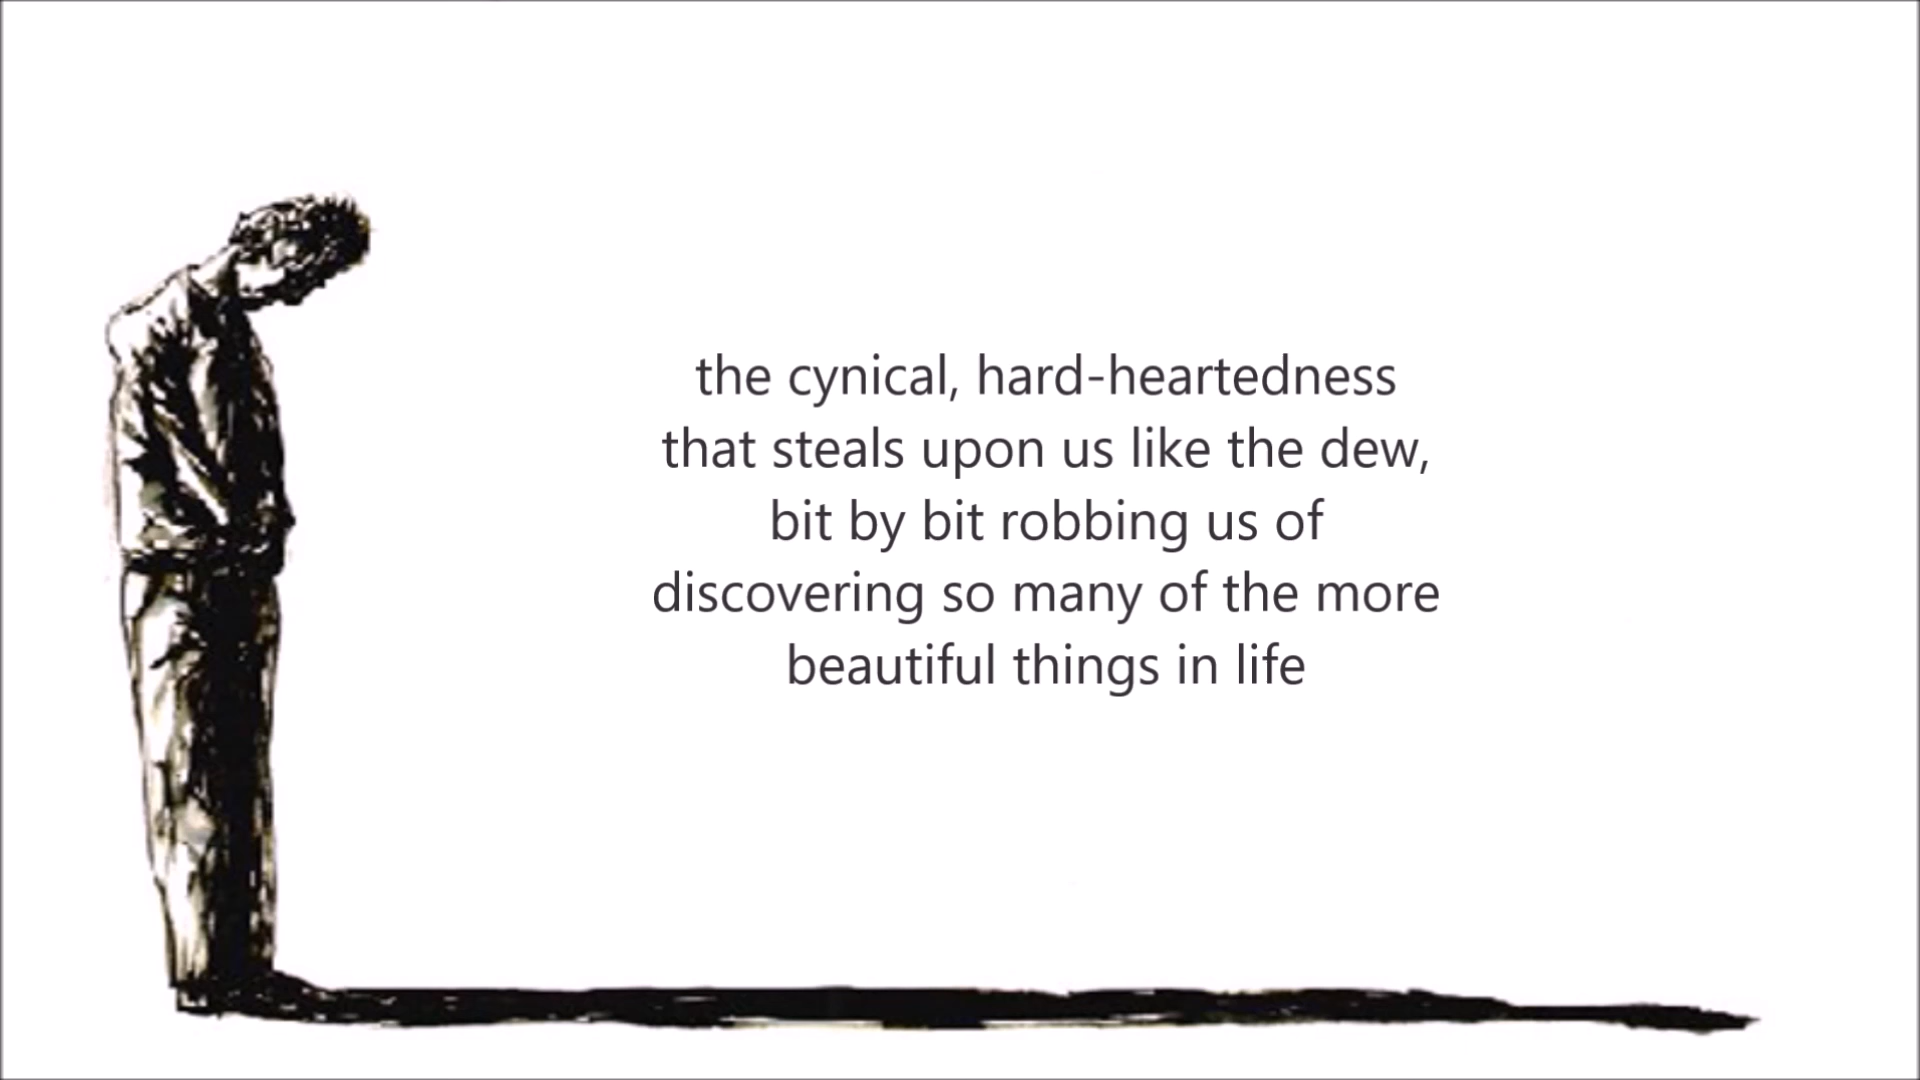 the cynical, hard-heartedness
that steals upon us like the dew,
bit by bit robbing us of
discovering so many of the more
beautiful things in life